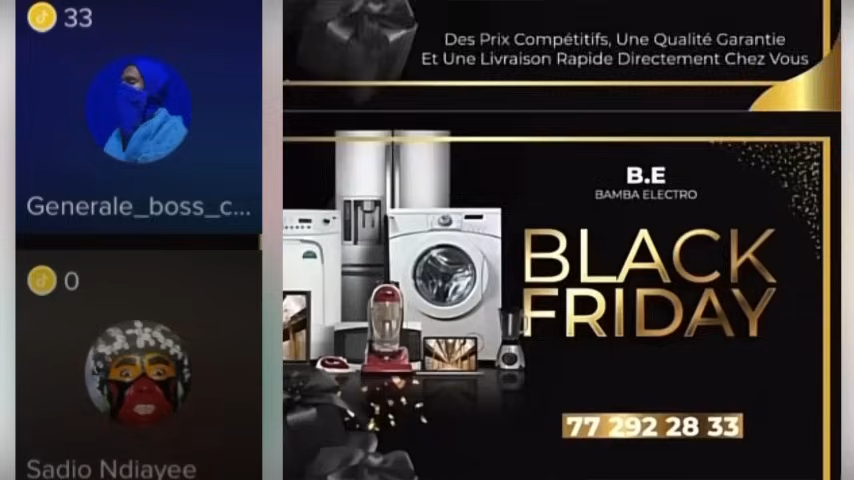 33
Generale_boss_c...
0
Sadio Ndiayee
Des Prix Compétitifs, Une Qualité Garantie
Et Une Livraison Rapide Directement Chez Vous
B.E
BAMBA ELECTRO
BLACK
FRIDAY
77 292 28 33